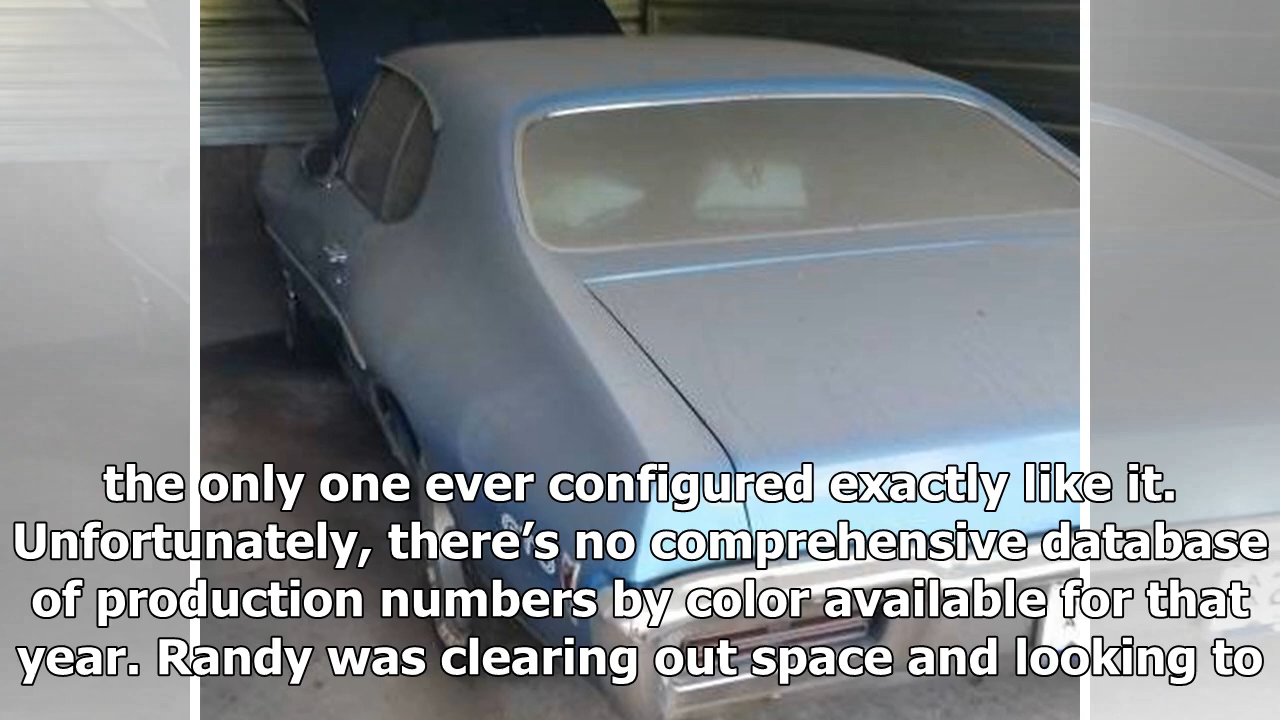 the only one ever configured exactly like it.
Unfortunately, there’s no comprehensive database
of production numbers by color available for that
year. Randy was clearing out space and looking to